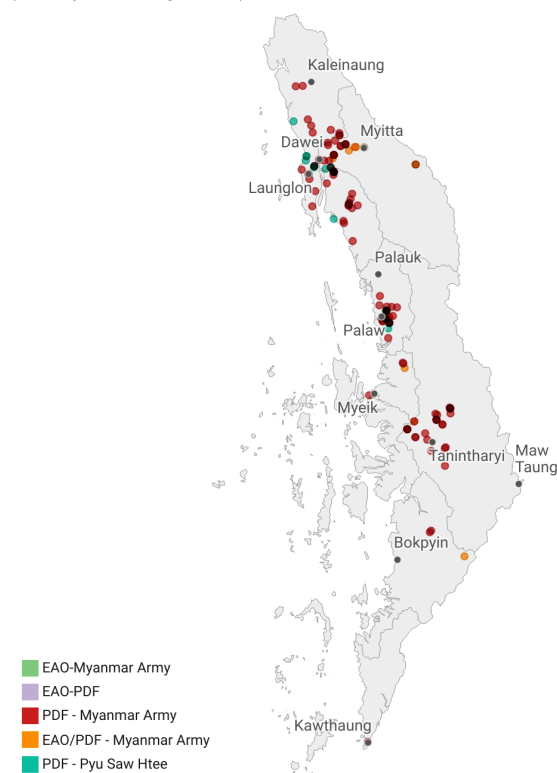 Kaleinaung
Dawei
Myitta
Launglon
Palauk
Palaw
Myeik
Tanintharyi
Maw
Taung
Bokpyin
Kawthaung
EAO-Myanmar Army
EAO-PDF
PDF - Myanmar Army
EAO/PDF - Myanmar Army
PDF - Pyu Saw Htee